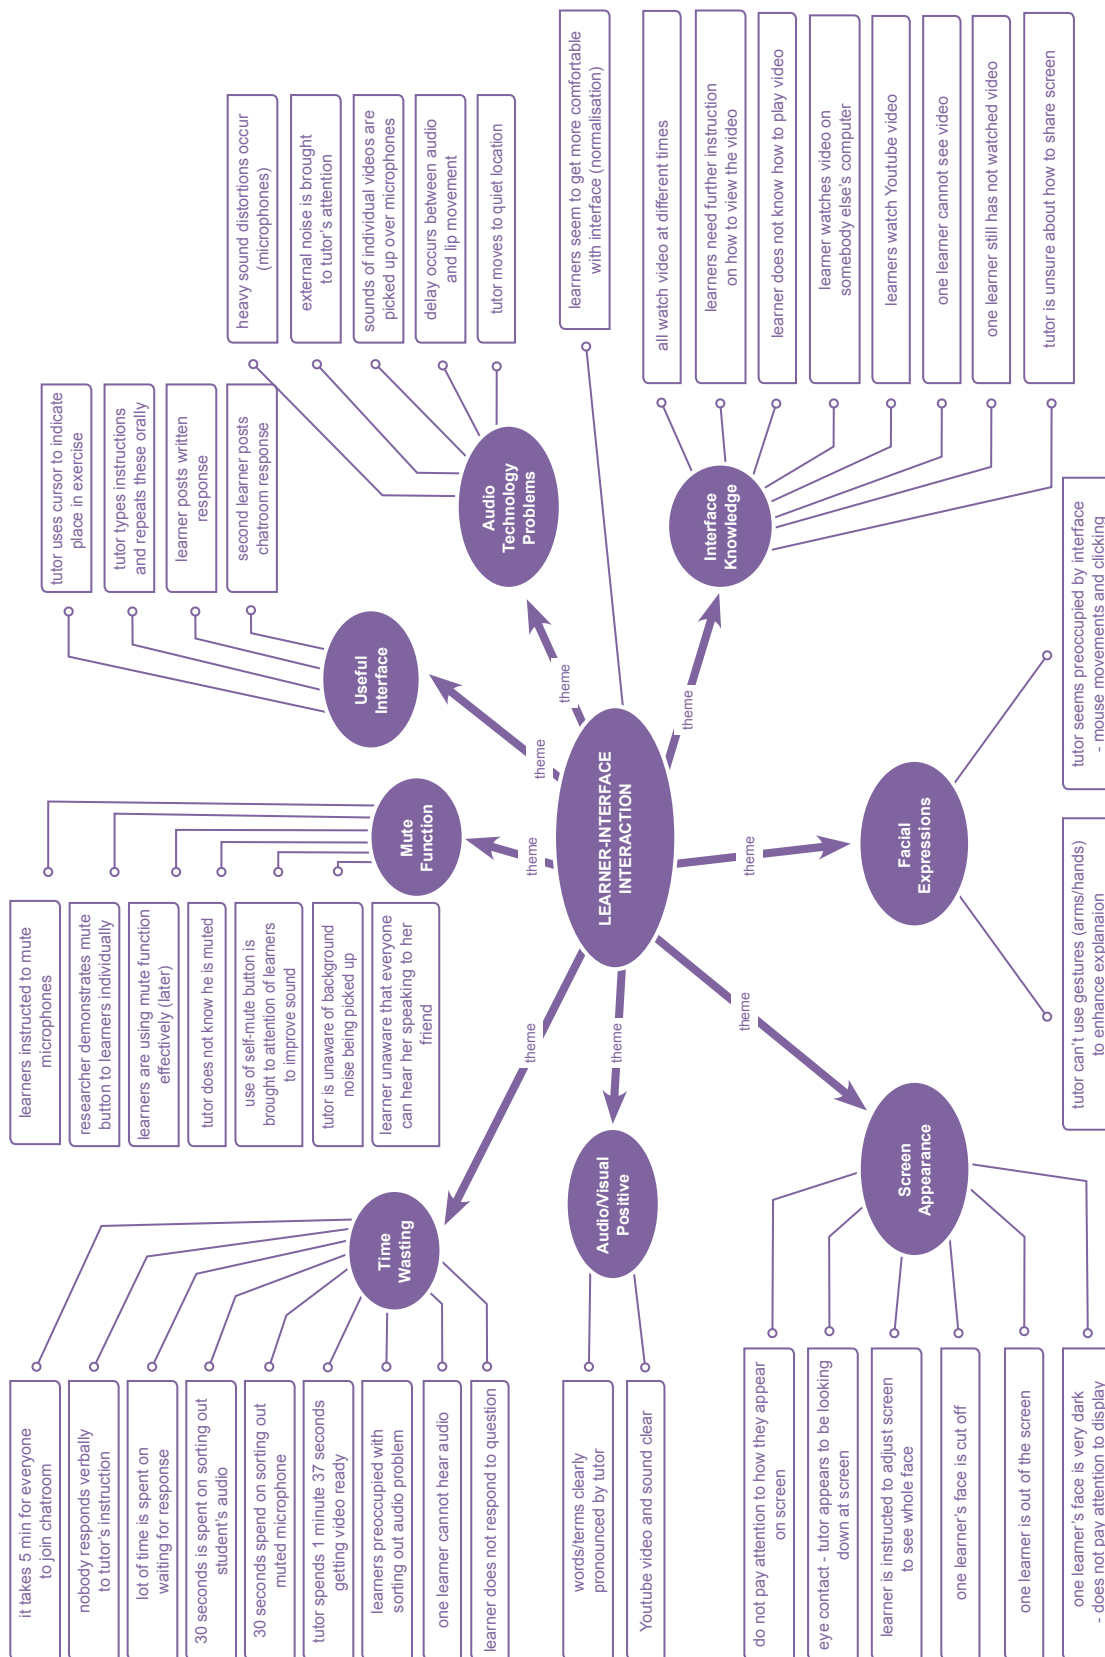 it takes 5 min for everyone
to join chatroom
nobody responds verbally
to tutor's instruction
lot of time is spent on
waiting for response
30 seconds is spent on sorting out
student's audio
30 seconds spend on sorting out
muted microphone
tutor spends 1 minute 37 seconds
getting video ready
learners preoccupied with
sorting out audio problem
one learner cannot hear audio
learner does not respond to question
Time
Wasting
learners instructed to mute
microphones
researcher demonstrates mute
button to learners individually
learners are using mute function
effectively (later)
tutor does not know he is muted
use of self-mute button is
brought to attention of learners
to improve sound
tutor is unaware of background
noise being picked up
learner unaware that everyone
can hear her speaking to her
friend
Mute
Function
tutor uses cursor to indicate
place in exercise
tutor types instructions
and repeats these orally
learner posts written
response
second learner posts
chatroom response
Useful
Interface
heavy sound distortions occur
(microphones)
external noise is brought
to tutor's attention
sounds of individual videos are
picked up over microphones
delay occurs between audio
and lip movement
tutor moves to quiet location
Audio
Technology
Problems
learners seem to get more comfortable
with interface (normalisation)
words/terms clearly
pronounced by tutor
Youtube video and sound clear
Audio/Visual
Positive
theme
theme
theme
theme
theme
LEARNER-INTERFACE
INTERACTION
theme
theme
theme
all watch video at different times
learners need further instruction
on how to view the video
learner does not know how to play video
learner watches video on
somebody else's computer
learners watch Youtube video
one learner cannot see video
one learner still has not watched video
tutor is unsure about how to share screen
Interface
Knowledge
do not pay attention to how they appear
on screen
eye contact - tutor appears to be looking
down at screen
learner is instructed to adjust screen
to see whole face
one learner's face is cut off
one learner is out of the screen
one learner's face is very dark
- does not pay attention to display
Screen
Appearance
Facial
Expressions
tutor can't use gestures (arms/hands)
to enhance explanaion
tutor seems preoccupied by interface
- mouse movements and clicking